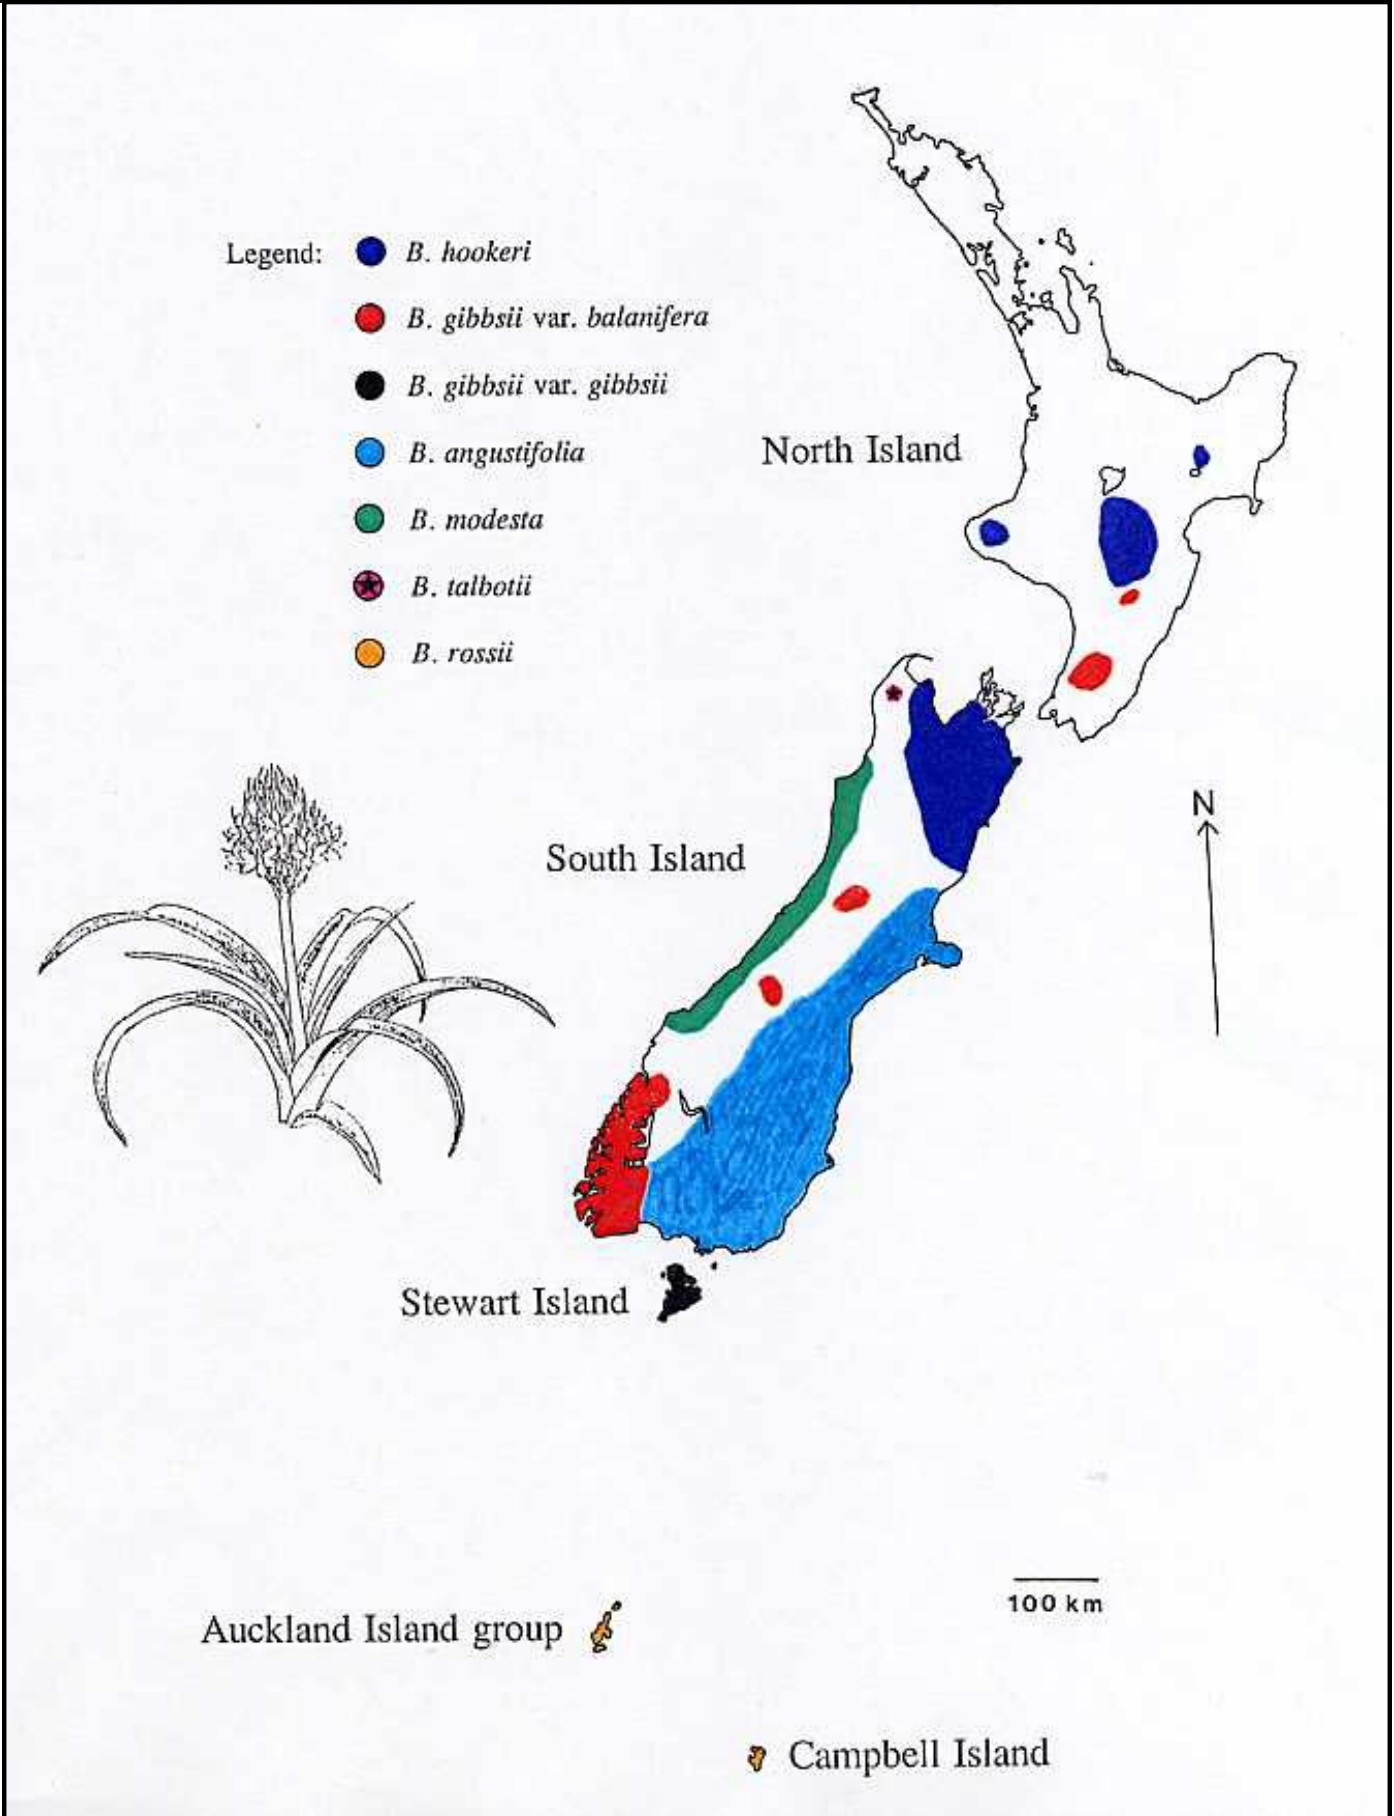 Legend:
B. hookeri
B. gibbsii var. balanifera
B. gibbsii var. gibbsii
B. angustifolia
B. modesta
B. talbotii
B. rossii
North Island
N
South Island
Stewart Island
100 km
Auckland Island group
Campbell Island